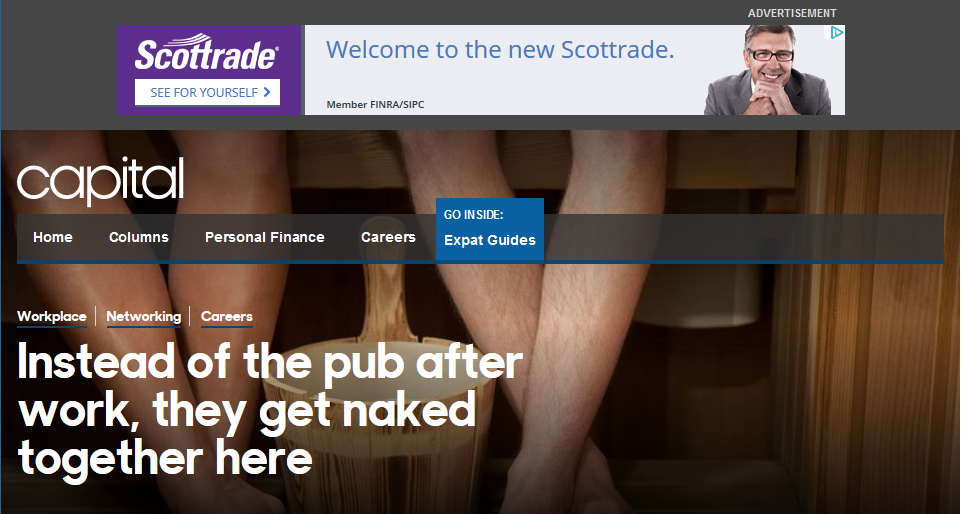 ADVERTISEMENT
Scottrade®
SEE FOR YOURSELF
Welcome to the new Scottrade.
Member FINRA/SIPC
capital
Home Columns Personal Finance Careers
GO INSIDE:
Expat Guides
Workplace Networking Careers
Instead of the pub after
work, they get naked
together here